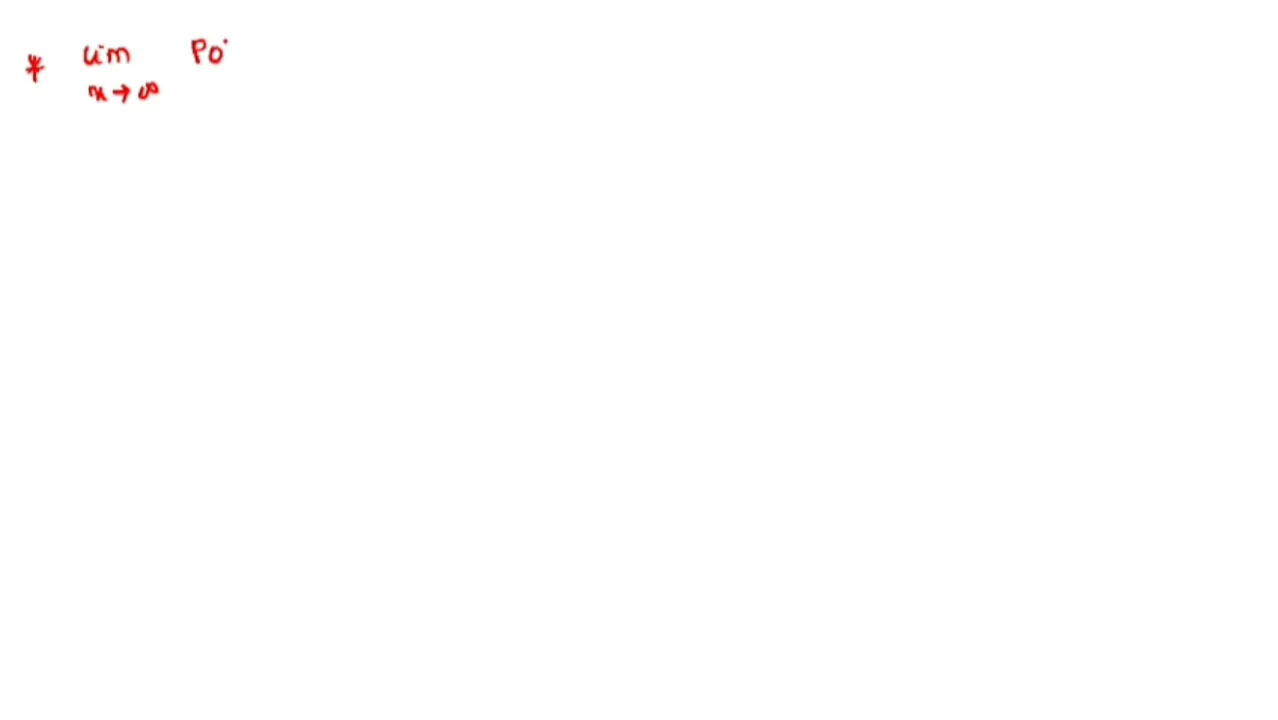 * lim Po
x → ∞